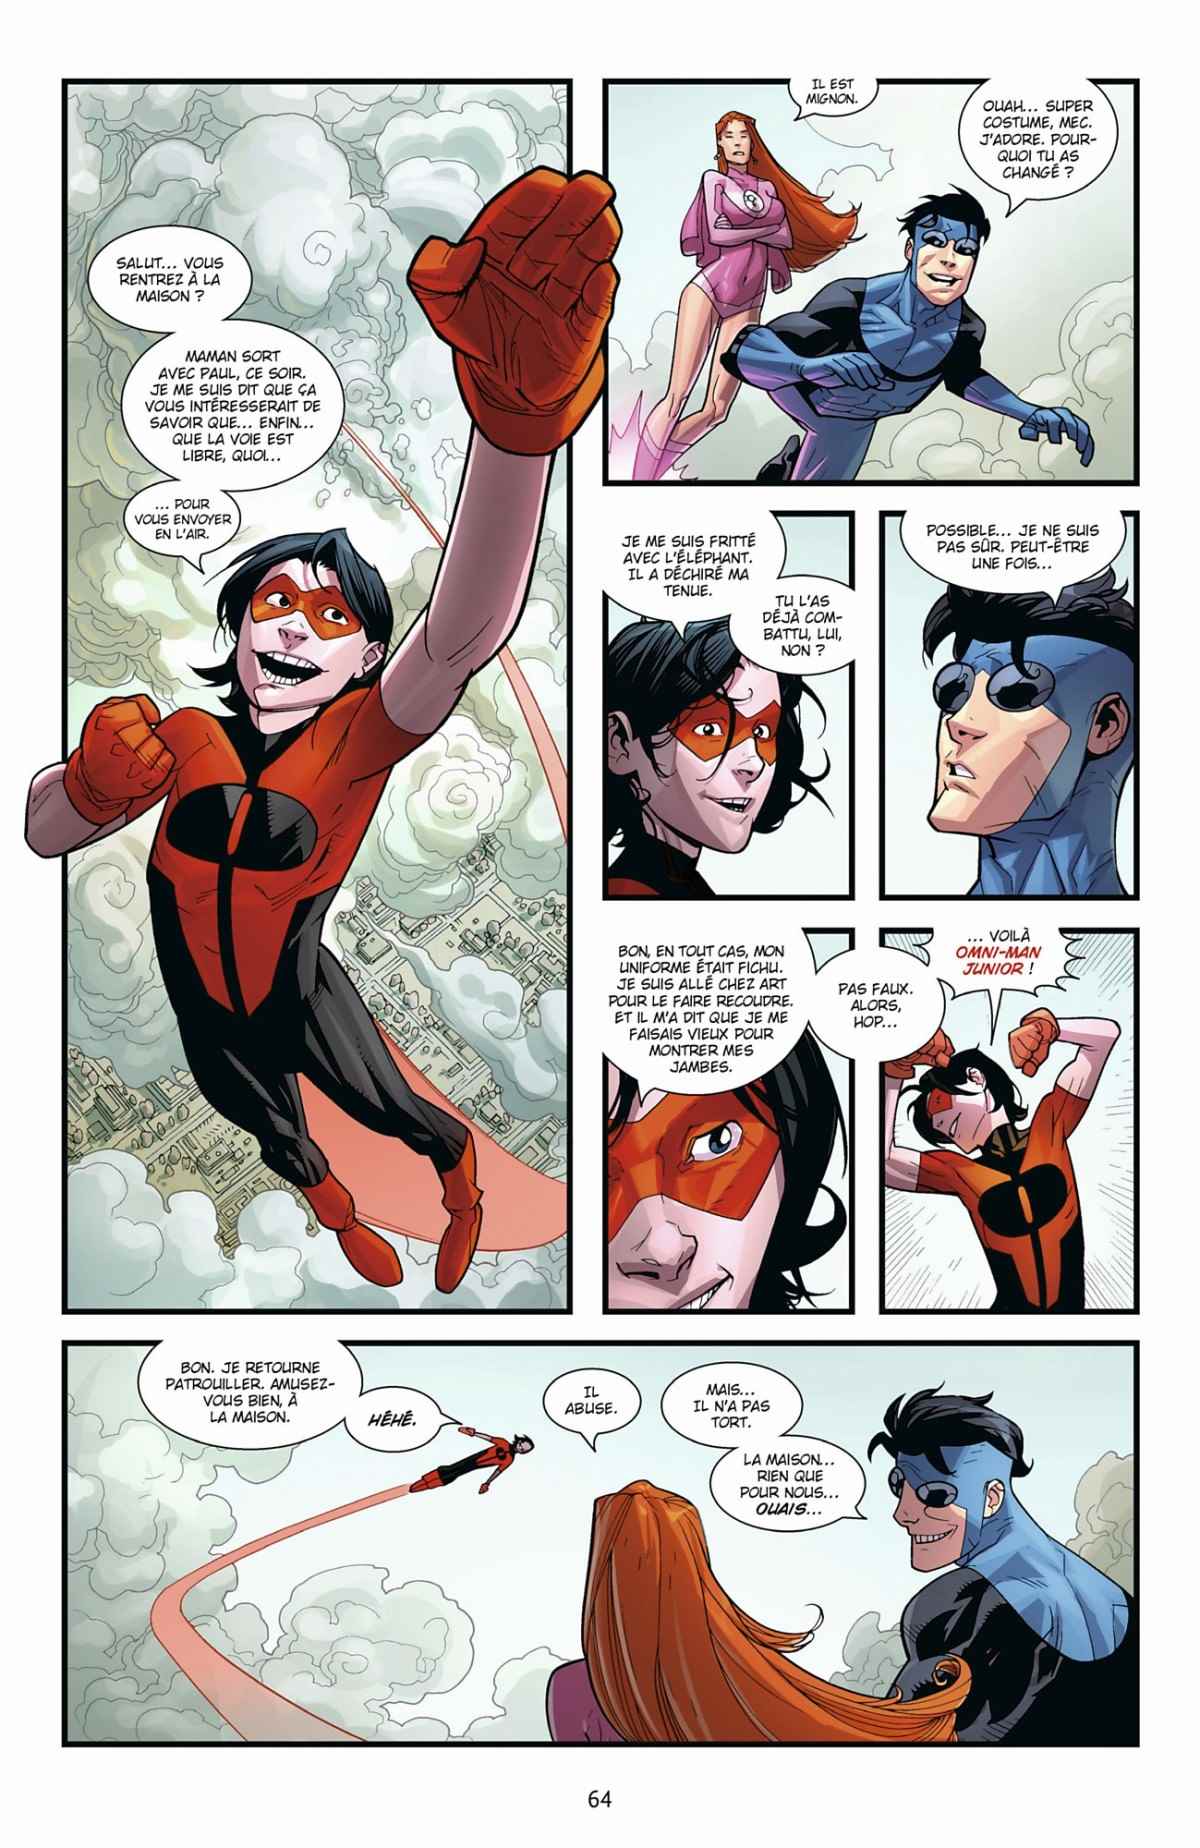 SALUT... VOUS
RENTREZ À LA
MAISON ?
MAMAN SORT
AVEC PAUL, CE SOIR.
JE ME SUIS DIT QUE ÇA
VOUS INTÉRESSERAIT DE
SAVOIR QUE... ENFIN...
QUE LA VOIE EST
LIBRE, QUOI...
... POUR
VOUS ENVOYER
EN L'AIR.
IL EST
MIGNON.
OUAH... SUPER
COSTUME, MEC.
J'ADORE. POUR-
QUOI TU AS
CHANGÉ ?
JE ME SUIS FRITTÉ
AVEC L'ÉLÉPHANT.
IL A DÉCHIRÉ MA
TENUE.
TU L'AS
DÉJÀ COM-
BATTU, LUI,
NON ?
POSSIBLE... JE NE SUIS
PAS SÛR. PEUT-ÊTRE
UNE FOIS...
BON, EN TOUT CAS, MON
UNIFORME ÉTAIT FICHU.
JE SUIS ALLÉ CHEZ ART
POUR LE FAIRE RECOUDRE.
ET IL M'A DIT QUE JE ME
FAISAIS VIEUX POUR
MONTRER MES
JAMBES.
PAS FAUX.
ALORS,
HOP...
... VOILÀ
OMNI-MAN
JUNIOR !
BON. JE RETOURNE
PATROUILLER. AMUSEZ-
VOUS BIEN, À
LA MAISON.
HÉHÉ.
IL
ABUSE.
MAIS...
IL N'A PAS
TORT.
LA MAISON...
RIEN QUE
POUR NOUS...
OUAIS...
64